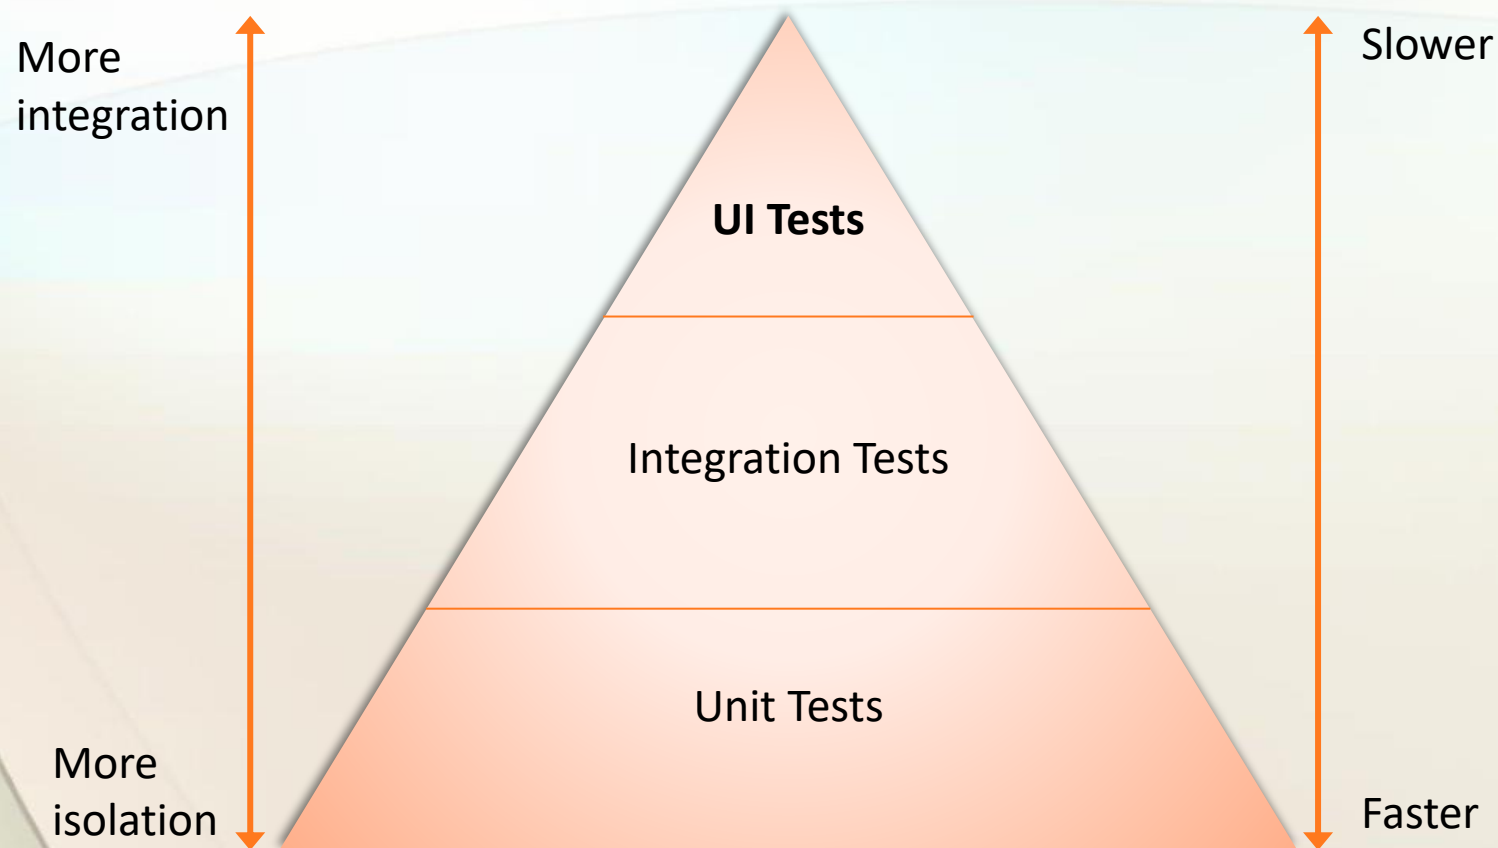 More
integration
Slower
UI Tests
Integration Tests
Unit Tests
More
isolation
Faster